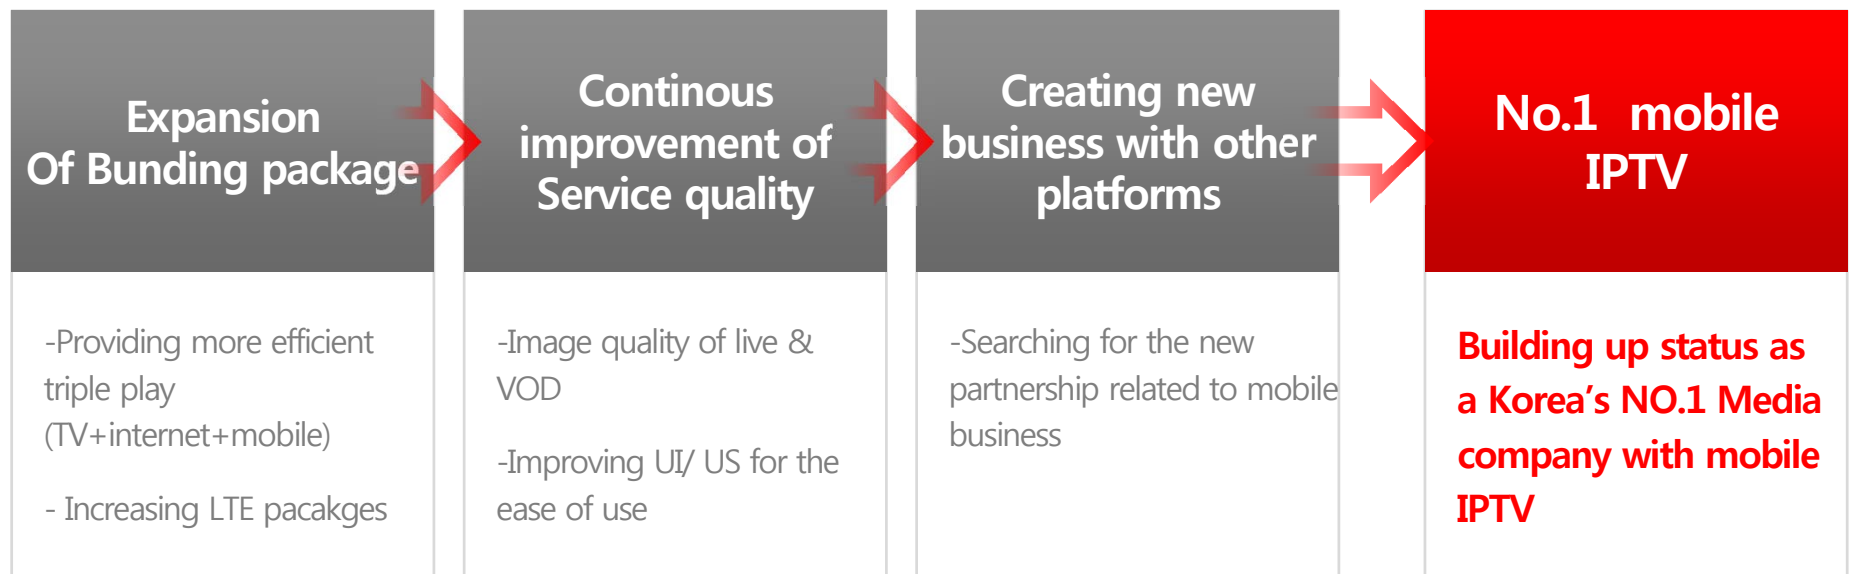 Expansion
Of Bunding package
-Providing more efficient
triple play
(TV+internet+mobile)
- Increasing LTE pacakges
Continous
improvement of
Service quality
-Image quality of live &
VOD
-Improving UI/ US for the
ease of use
Creating new
business with other
platforms
-Searching for the new
partnership related to mobile
business
No.1 mobile
IPTV
Building up status as
a Korea’s NO.1 Media
company with mobile
IPTV